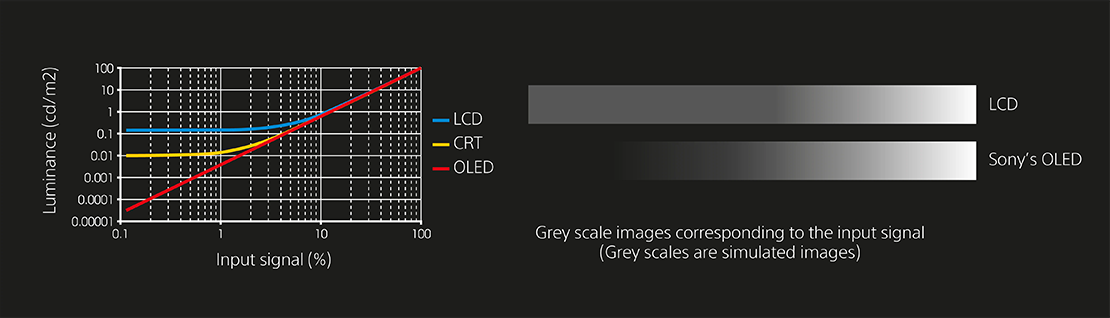 Luminance (cd/m2)
100
10
1
0.1
0.01
0.001
0.0001
0.00001
0.1
1
10
100
Input signal (%)
LCD
CRT
OLED
LCD
Sony's OLED
Grey scale images corresponding to the input signal
(Grey scales are simulated images)